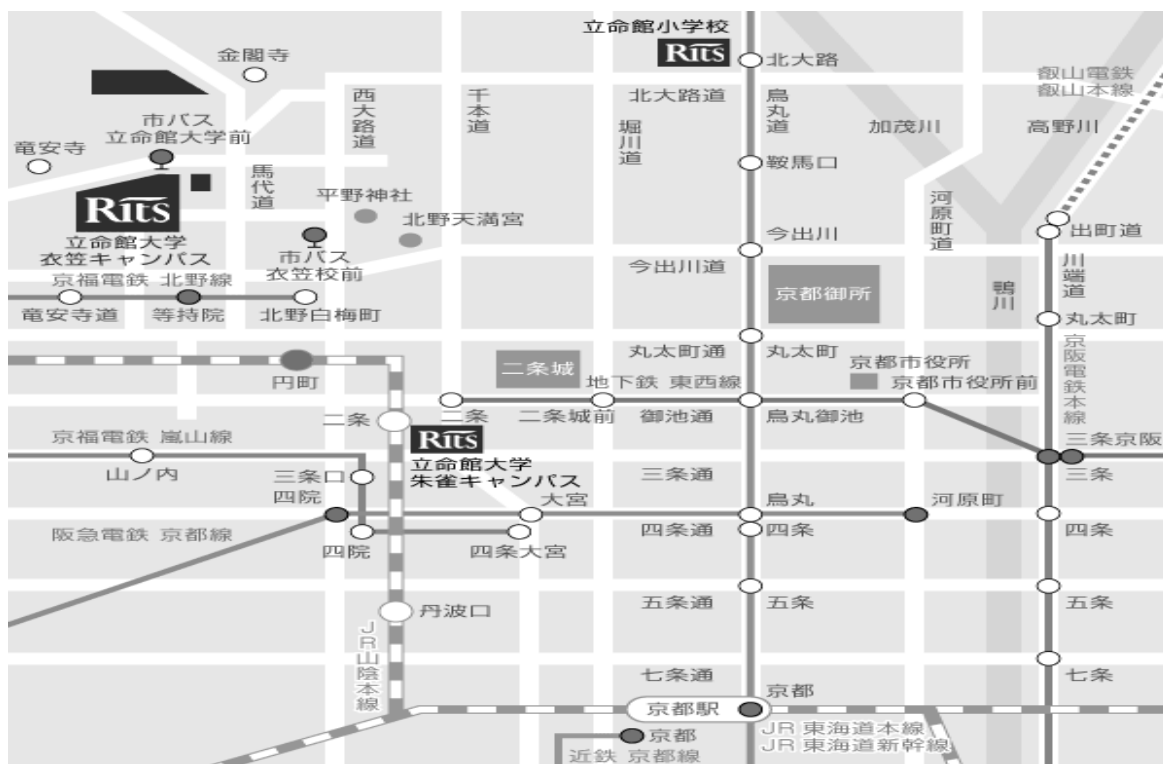 立命館小学校
Rits
北大路
金閣寺
叡山電鉄
叡山本線
西大路道
千本道
北大路道
堀川道
烏丸道
加茂川
高野川
市バス
立命館大学前
竜安寺
馬代道
鞍馬口
平野神社
北野天満宮
河原町道
Rits
立命館大学
衣笠キャンパス
市バス
衣笠校前
今出川
今出川道
出町道
川端道
京福電鉄 北野線
竜安寺道
等持院
北野白梅町
京都御所
鴨川
丸太町
円町
二条城
丸太町通
丸太町
京都市役所
京都市役所前
京阪電鉄本線
地下鉄 東西線
二条
二条
二条城前
御池通
烏丸御池
京福電鉄 嵐山線
山ノ内
Rits
立命館大学
朱雀キャンパス
三条口
三条通
三条京阪
三条
四院
大宮
烏丸
河原町
阪急電鉄 京都線
四院
四条大宮
四条通
四条
四条
丹波口
五条通
五条
五条
JR山陰本線
七条通
七条
京都
京都駅
京都
近鉄 京都線
JR 東海道本線
JR 東海道新幹線